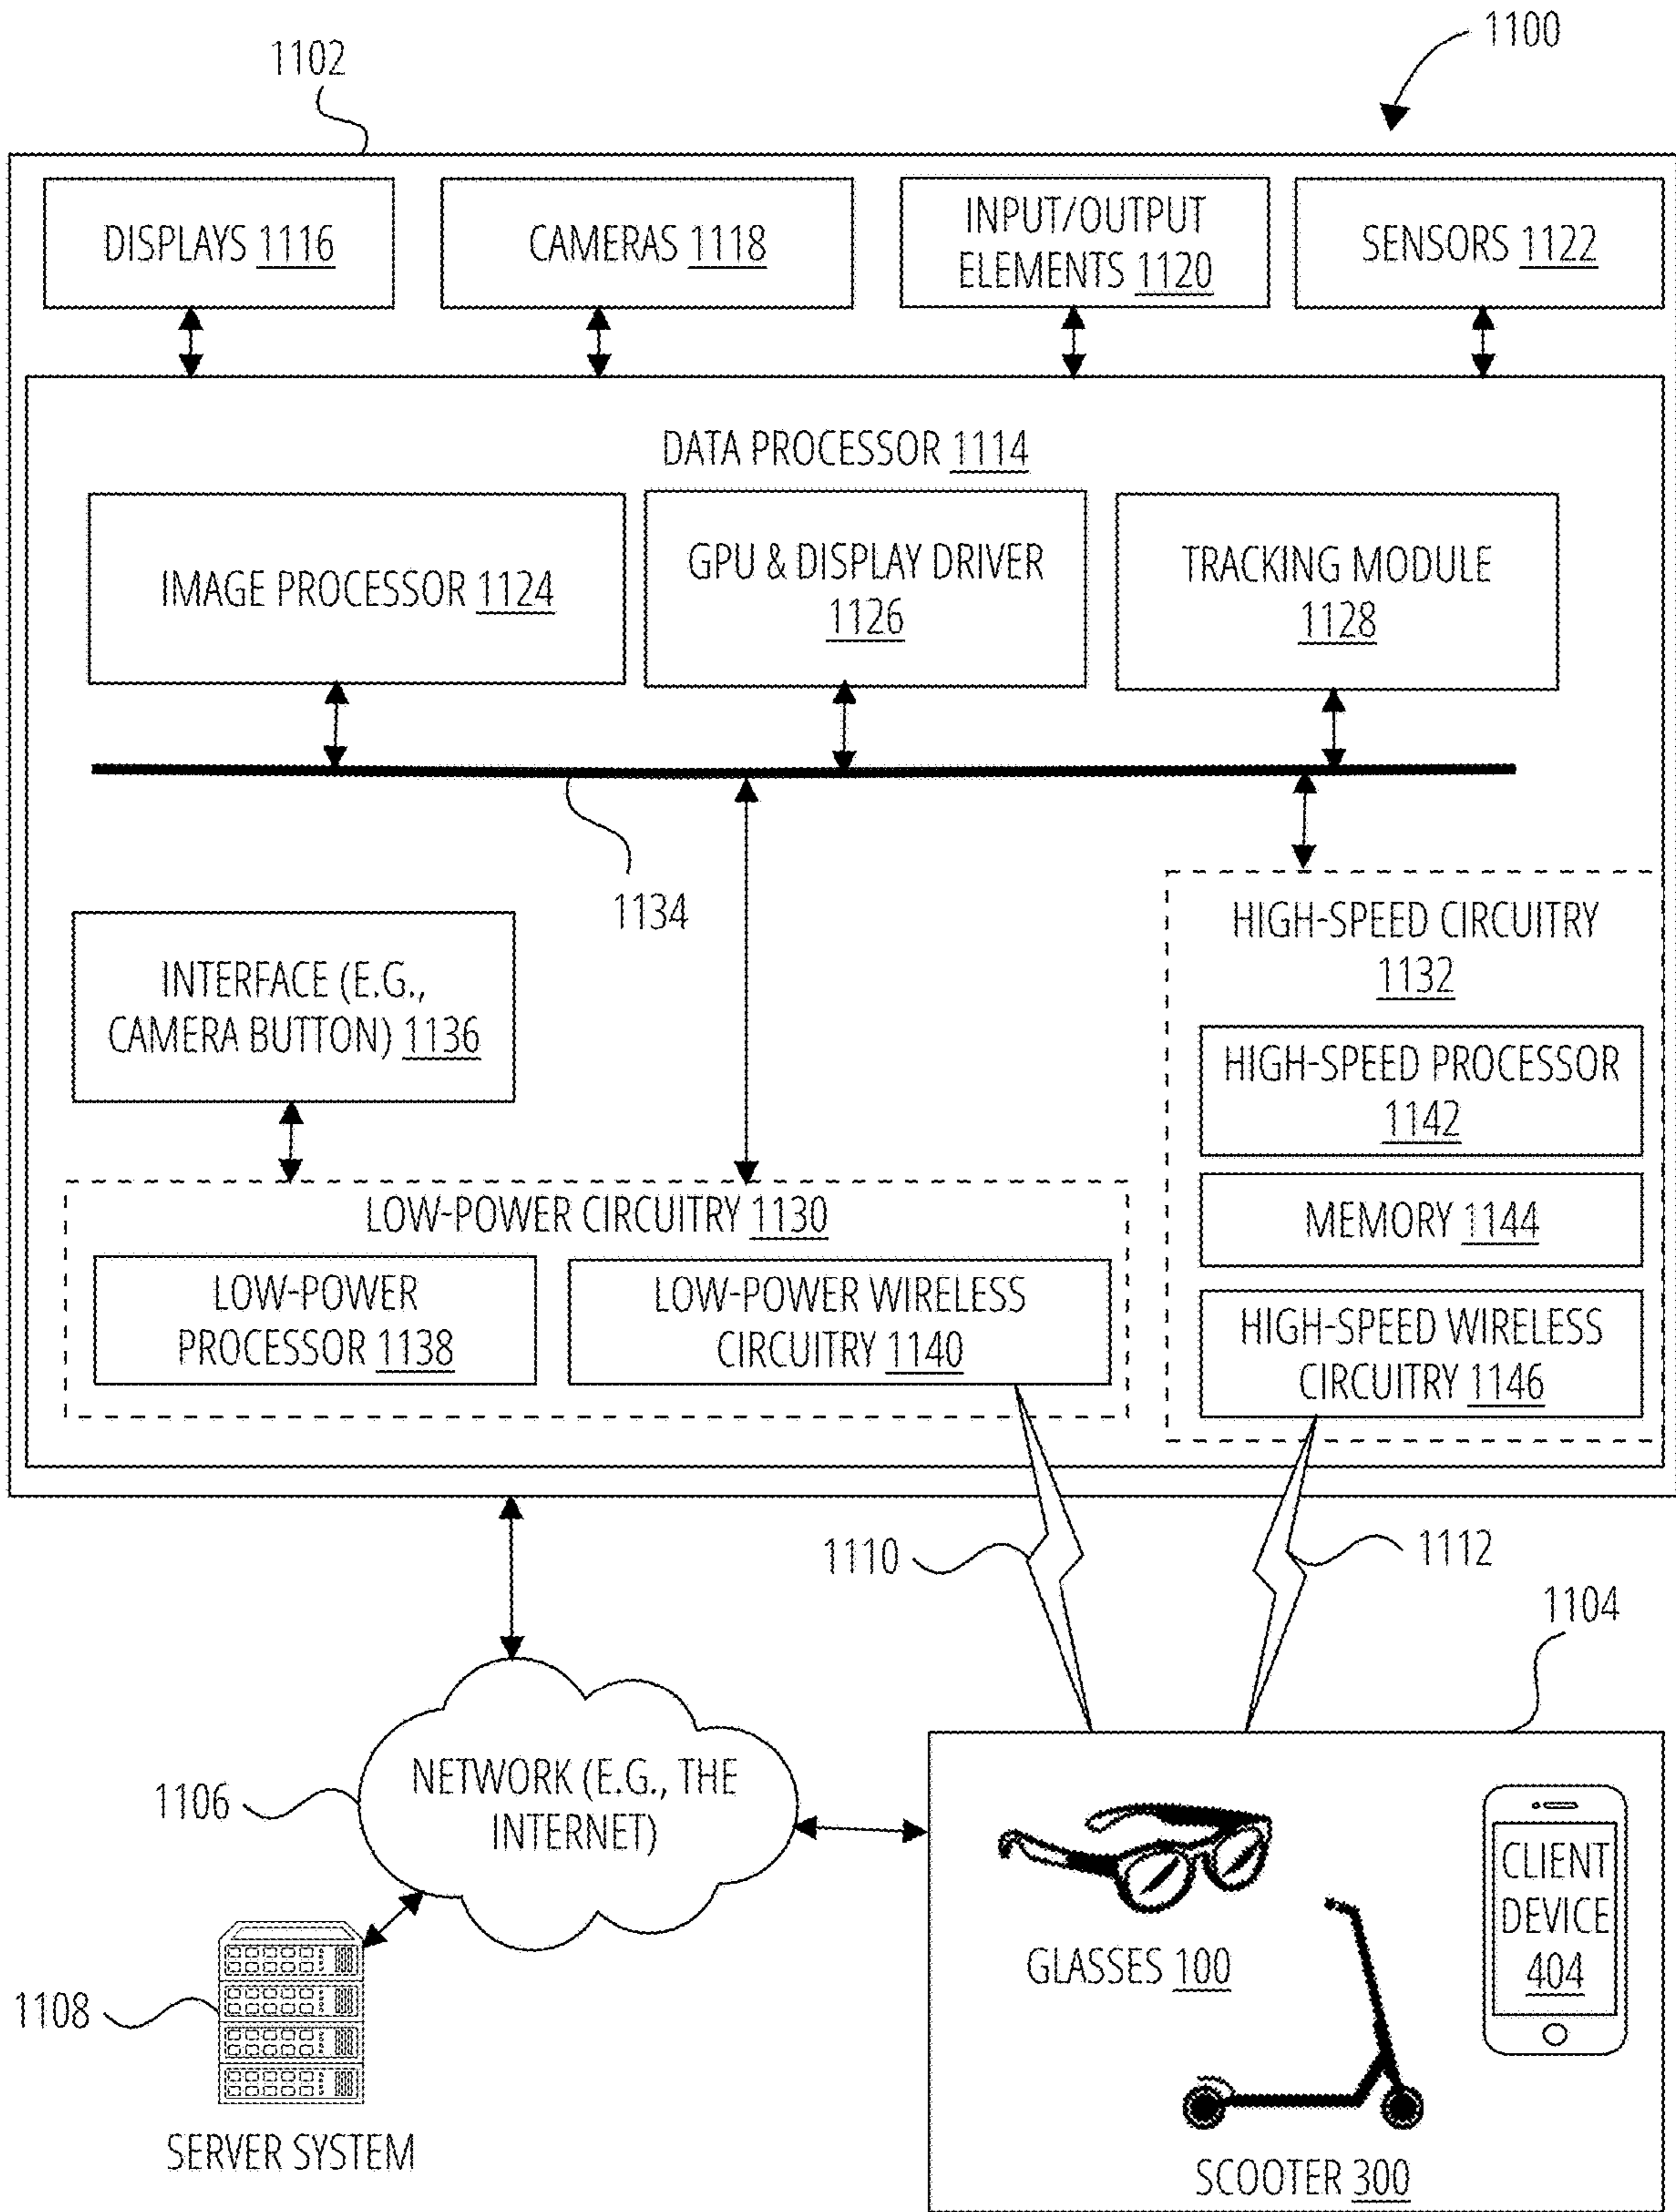 1100
1102
DISPLAYS 1116
CAMERAS 1118
INPUT/OUTPUT
ELEMENTS 1120
SENSORS 1122
DATA PROCESSOR 1114
IMAGE PROCESSOR 1124
GPU & DISPLAY DRIVER
1126
TRACKING MODULE
1128
1134
INTERFACE (E.G.,
CAMERA BUTTON) 1136
HIGH-SPEED CIRCUITRY
1132
HIGH-SPEED PROCESSOR
1142
MEMORY 1144
HIGH-SPEED WIRELESS
CIRCUITRY 1146
LOW-POWER CIRCUITRY 1130
LOW-POWER
PROCESSOR 1138
LOW-POWER WIRELESS
CIRCUITRY 1140
1110
1112
1104
1106
NETWORK (E.G., THE
INTERNET)
1108
SERVER SYSTEM
GLASSES 100
CLIENT
DEVICE
404
SCOOTER 300